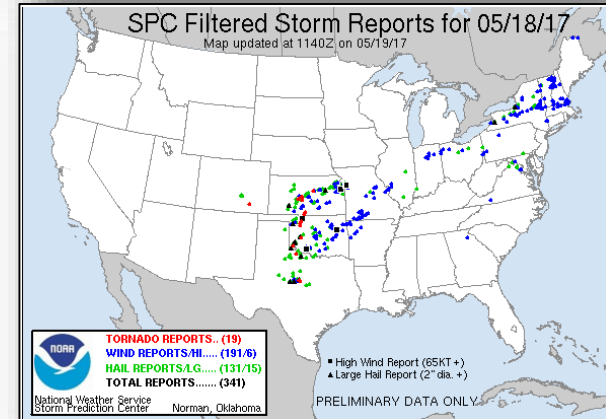 SPC Filtered Storm Reports for 05/18/17
Map updated at 1140Z on 05/19/17
NOAA
TORNADO REPORTS.. (19)
WIND REPORTS/HI..... (191/6)
HAIL REPORTS/LG..... (131/15)
TOTAL REPORTS....... (341)
National Weather Service
Storm Prediction Center Norman, Oklahoma
High Wind Report (65KT +)
Large Hail Report (2" dia. +)
PRELIMINARY DATA ONLY